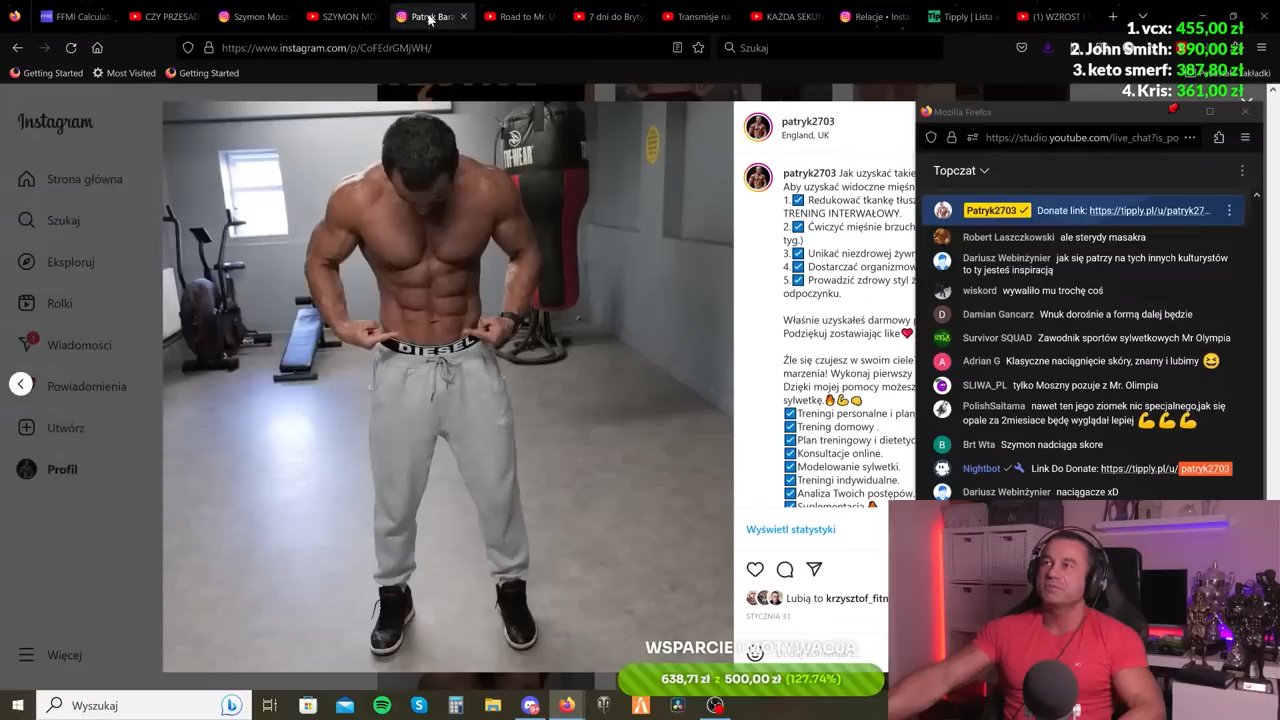 FFMI Calculat
CZY PRZESAD
Szymon Mosz
SZYMON MO
Patryk Bara
Road to Mr. U
7 dni do Bryty
Transmisje na
KAŻDA SEKUN
Relacje • Insta
Tipply | Lista w
(1) WZROST I
https://www.instagram.com/p/CoFEdrGMjWH/
Szukaj
Getting Started
Most Visited
Getting Started
1. vcx: 455,00 zł
2. John Smith: 390,00 zł
3. keto smerf: 387,80 zł
4. Kris: 361,00 zł
Instagram
Strona główna
Szukaj
Eksploruj
Rolki
1
Wiadomości
Powiadomienia
Utwórz
Profil
Więcej
DIESEL
patryk2703
England, UK
patryk2703 Jak uzyskać takie
Aby uzyskać widoczne mięśn
1. Redukować tkankę tłusz
TRENING INTERWAŁOWY.
2. Ćwiczyć mięśnie brzuch
tyg.)
3. Unikać niezdrowej żywn
4. Dostarczać organizmow
5. Prowadzić zdrowy styl ż
odpoczynku.
Właśnie uzyskałeś darmowy p
Podziękuj zostawiając like
Źle się czujesz w swoim ciele?
marzenia! Wykonaj pierwszy
Dzięki mojej pomocy możesz
sylwetkę.
Treningi personalne i plan
Trening domowy .
Plan treningowy i dietetyc
Konsultacje online.
Modelowanie sylwetki.
Treningi indywidualne.
Analiza Twoich postępów.
Suplementacja
Wyświetl statystyki
Lubią to krzysztof_fitn
STYCZNIA 31
Dodaj komentarz...
Mozilla Firefox
https://studio.youtube.com/live_chat?is_po
Topczat
Patryk2703 Donate link: https://tipply.pl/u/patryk27...
Robert Laszczkowski ale sterydy masakra
Dariusz Webinżynier jak się patrzy na tych innych kulturystów
to ty jesteś inspiracją
wiskord wywaliło mu trochę coś
Damian Gancarz Wnuk dorośnie a formą dalej będzie
Survivor SQUAD Zawodnik sportów sylwetkowych Mr Olympia
Adrian G Klasyczne naciągnięcie skóry, znamy i lubimy
SLIWA_PL tylko Moszny pozuje z Mr. Olimpia
PolishSaitama nawet ten jego ziomek nic specjalnego,jak się
opale za 2miesiace będę wyglądał lepiej
Brt Wta Szymon nadciąga skore
Nightbot Link Do Donate: https://tipply.pl/u/patryk2703
Dariusz Webinżynier naciągacze xD
WSPARCIE I MOTYWACJA
638,71 zł z 500,00 zł (127.74%)
Wyszukaj